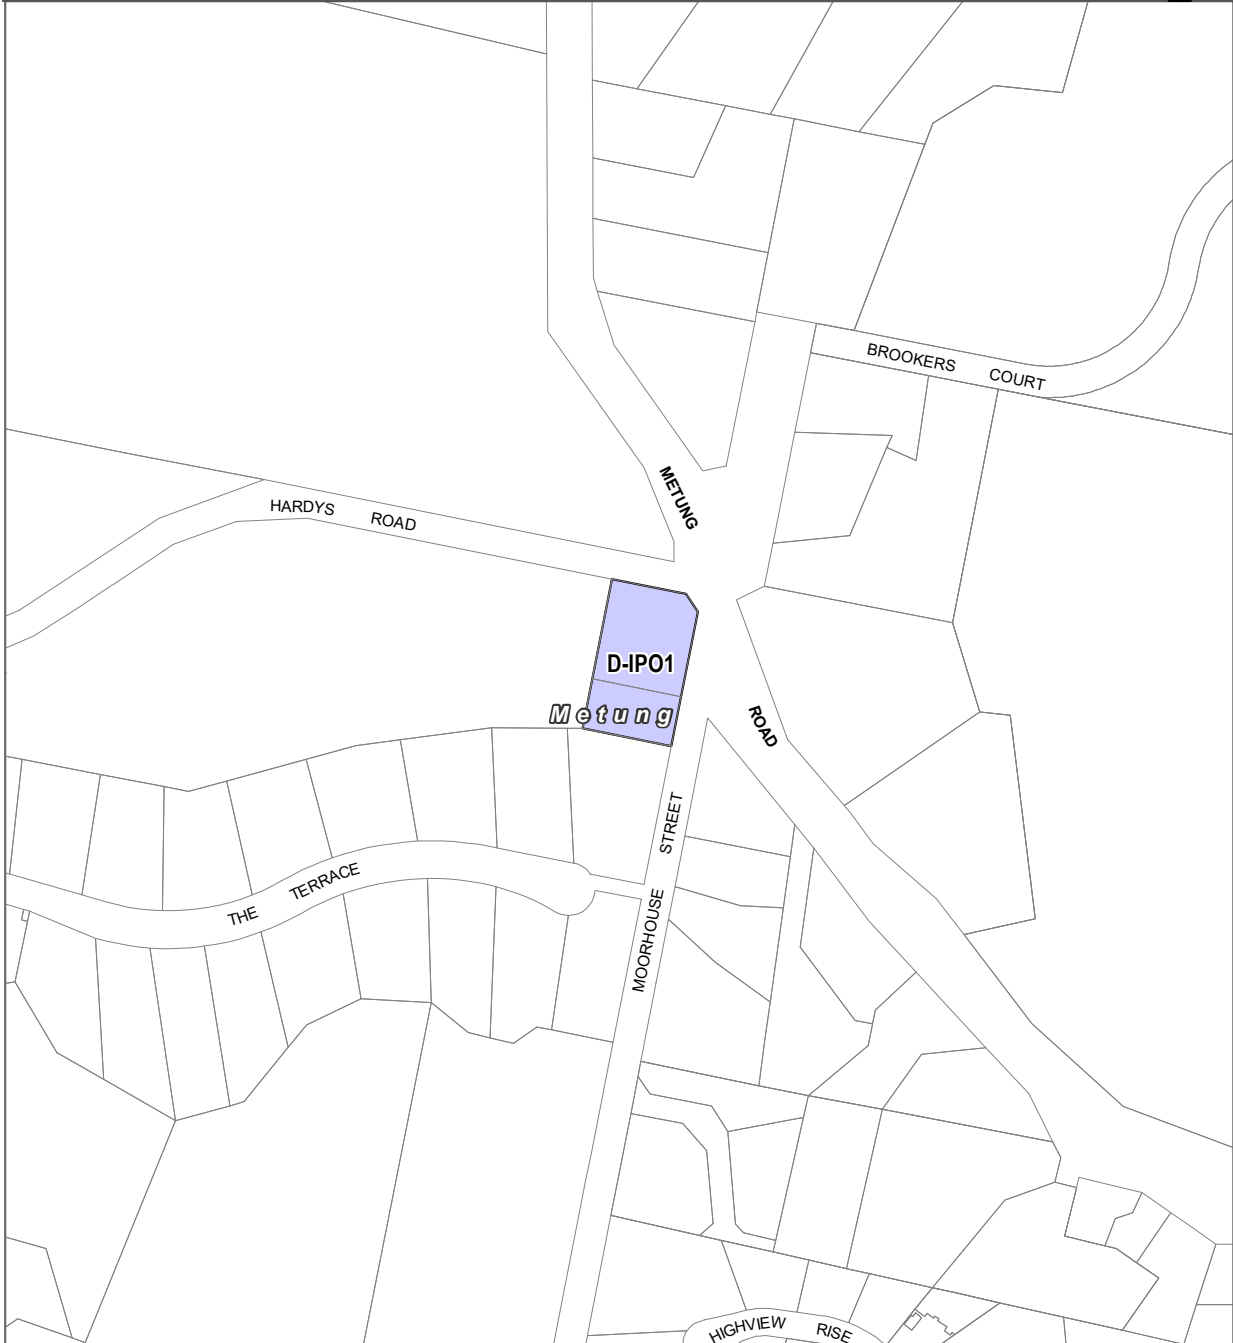 BROOKERS COURT
METUNG
HARDYS ROAD
D-IPO1
Metung
ROAD
STREET
THE TERRACE
MOORHOUSE
HIGHVIEW RISE